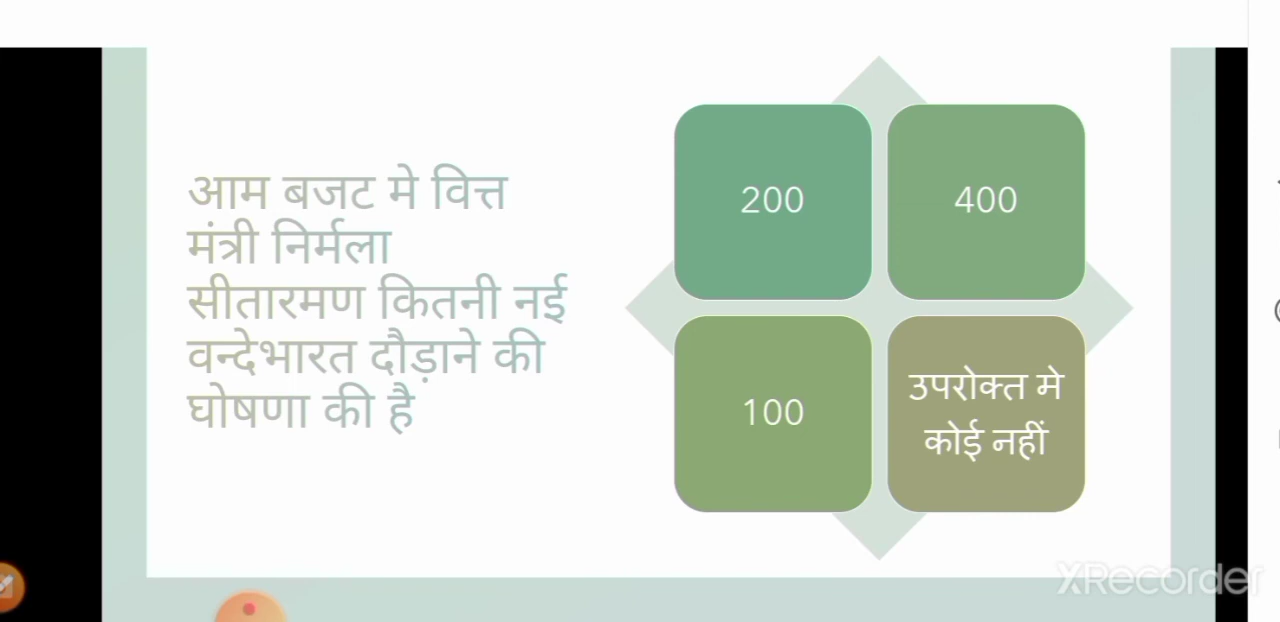 आम बजट मे वित्त
मंत्री निर्मला
सीतारमण कितनी नई
वन्देभारत दौड़ाने की
घोषणा की है
200
400
100
उपरोक्त मे
कोई नहीं
XRecorder